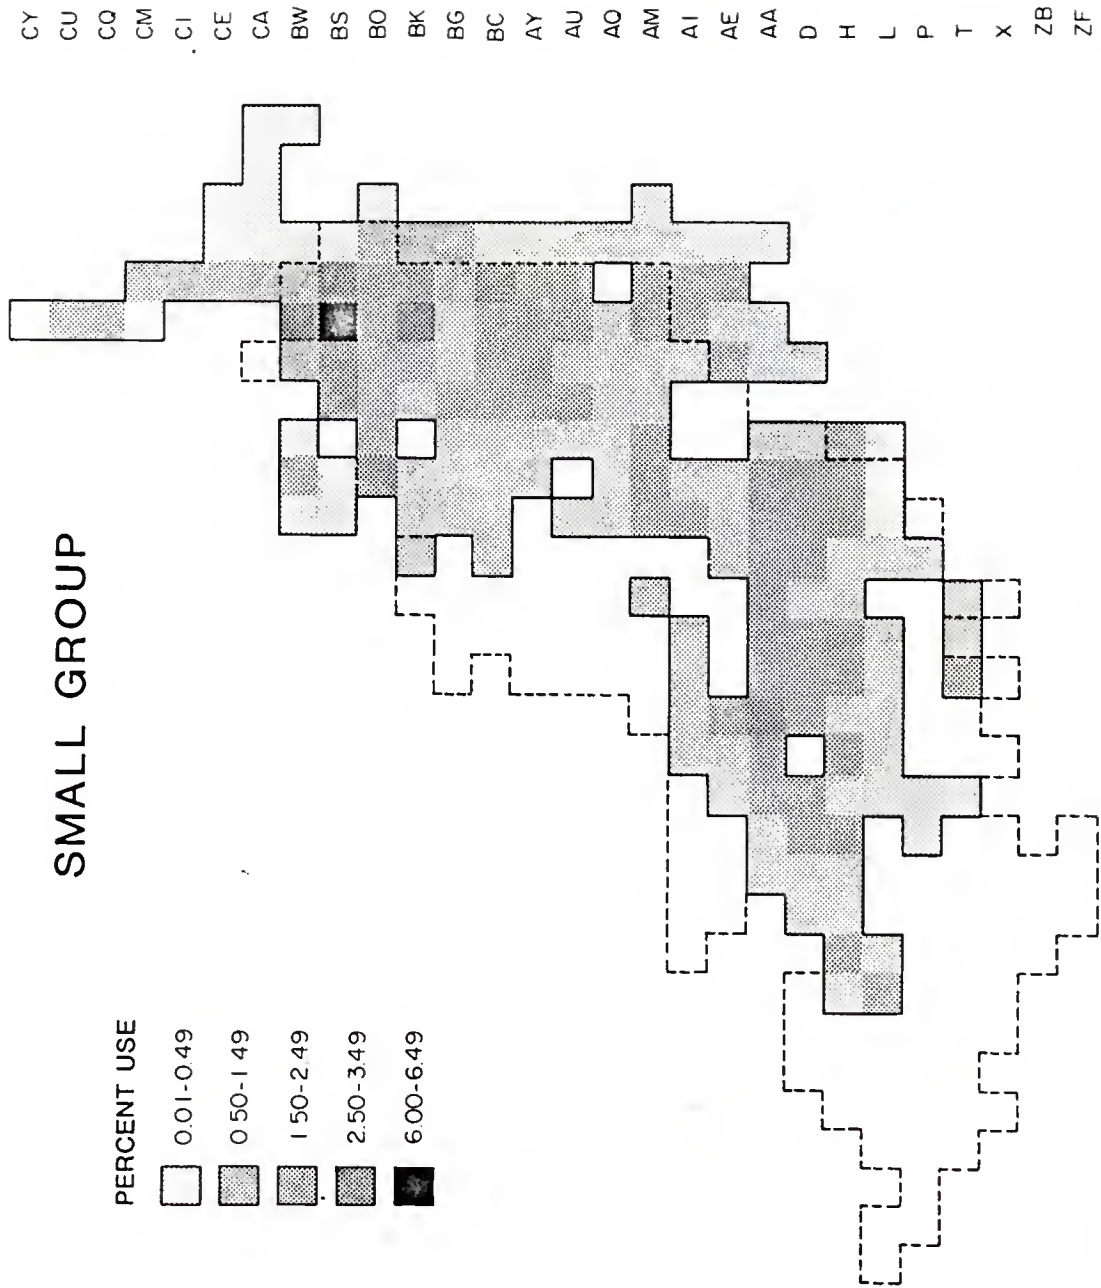 SMALL GROUP
PERCENT USE
0.01-0.49
0 50-1 49
1 50-2.49
2.50-3.49
6.00-6.49
CY
CU
CQ
CM
CI
CE
CA
BW
BS
BO
BK
BG
BC
AY
AU
AQ
AM
AI
AE
AA
D
H
L
P
T
X
ZB
ZF